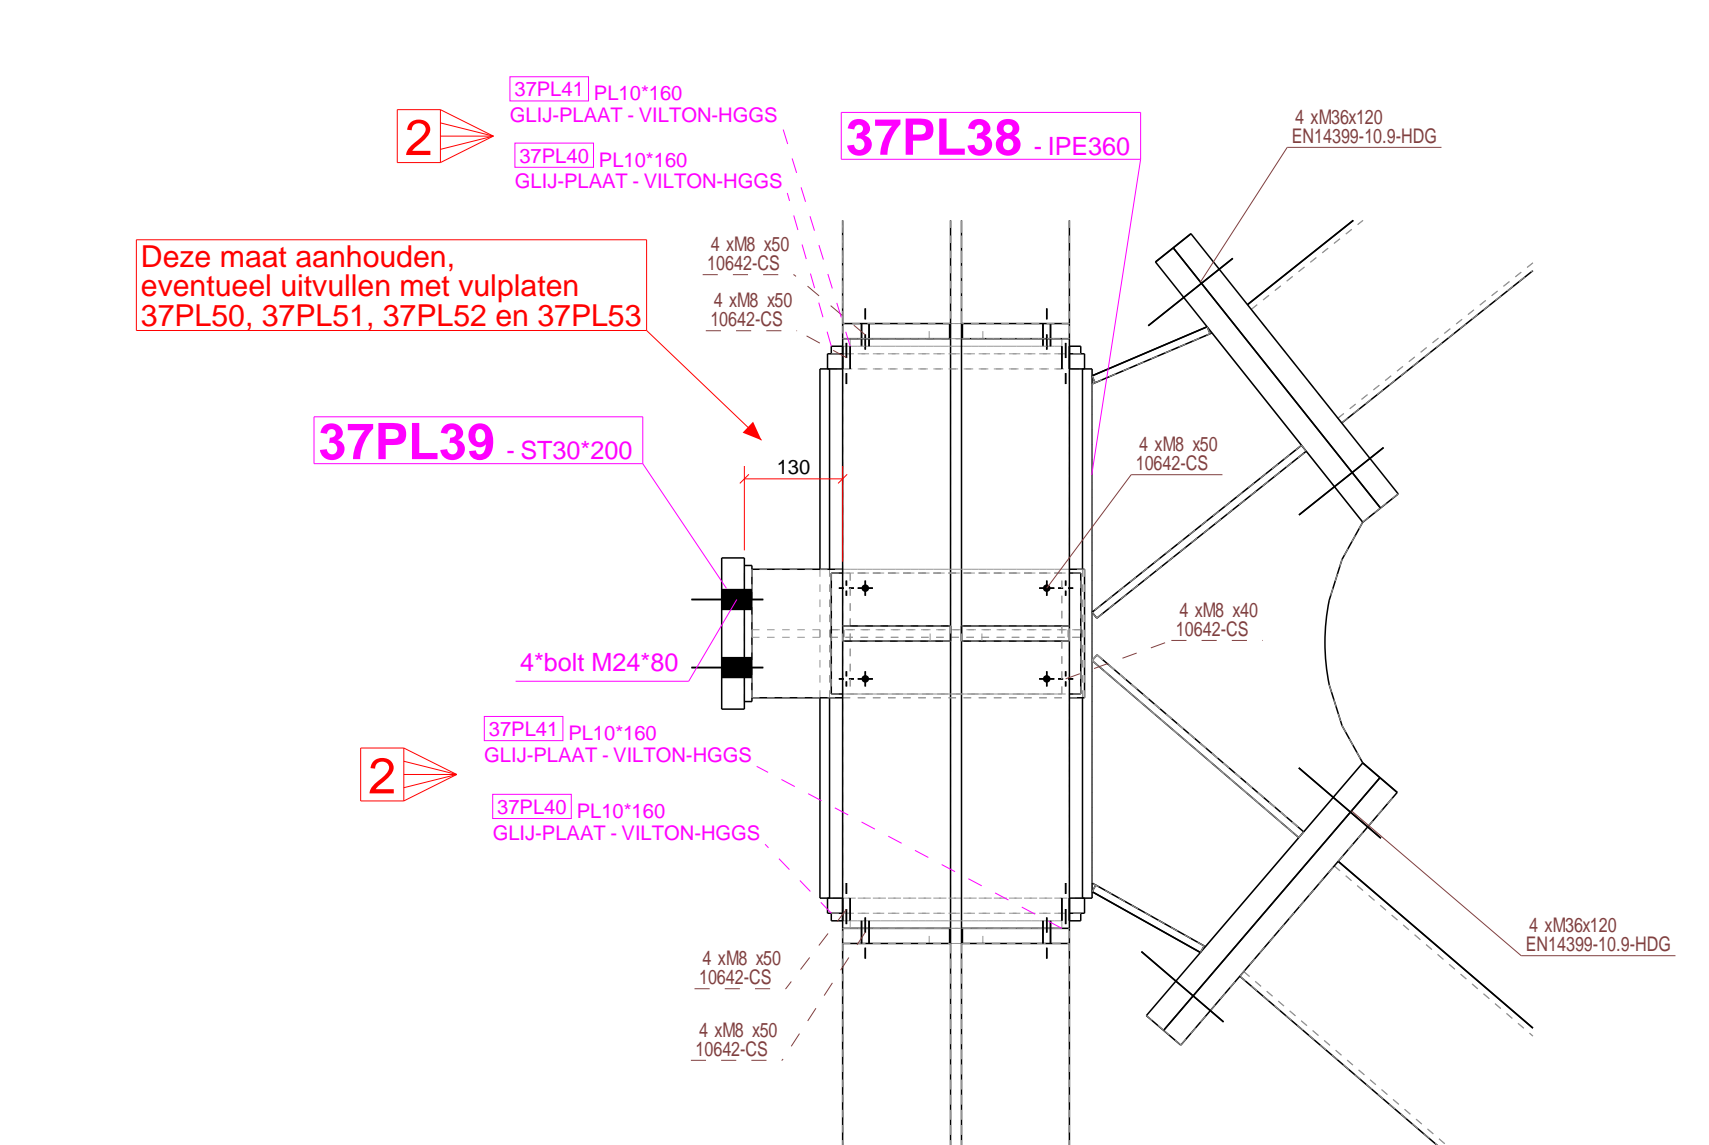 37PL41 PL10*160
GLIJ-PLAAT - VILTON-HGGS
2
37PL40 PL10*160
GLIJ-PLAAT - VILTON-HGGS
37PL38 - IPE360
4 xM36x120
EN14399-10.9-HDG
4 xM8 x50
10642-CS
4 xM8 x50
10642-CS
Deze maat aanhouden,
eventueel uitvullen met vulplaten
37PL50, 37PL51, 37PL52 en 37PL53
37PL39 - ST30*200
130
4 xM8 x50
10642-CS
4 xM8 x40
10642-CS
4*bolt M24*80
37PL41 PL10*160
GLIJ-PLAAT - VILTON-HGGS
2
37PL40 PL10*160
GLIJ-PLAAT - VILTON-HGGS
4 xM36x120
EN14399-10.9-HDG
4 xM8 x50
10642-CS
4 xM8 x50
10642-CS